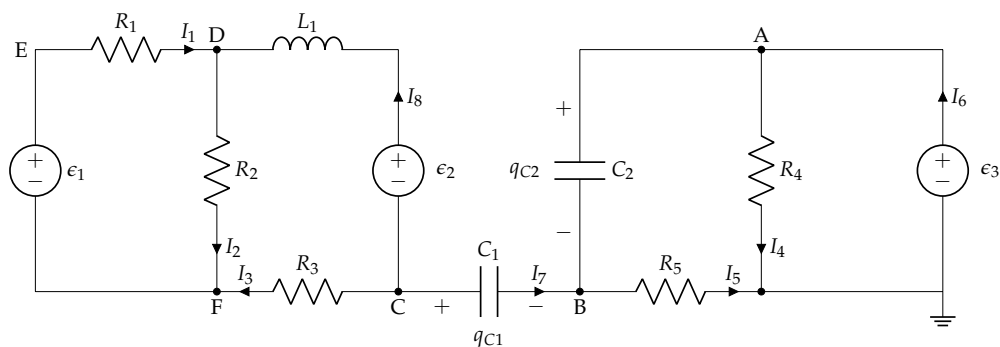 R1 I1 D L1 A
E
I8 + I6
+ − ϵ1 R2 + − ϵ2 qC2 C2 R4 + − ϵ3
−
I2 I3 R3 C1 I7 R5 I5 I4
F C + − B
qC1